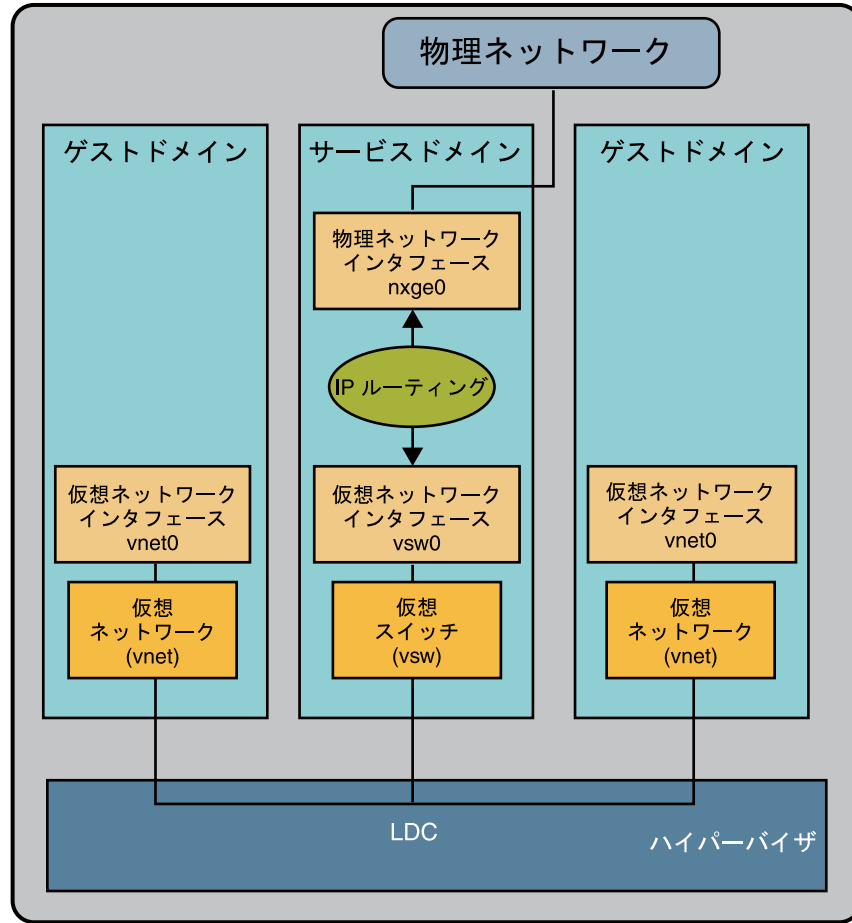 物理ネットワーク
ゲストドメイン
サービスドメイン
ゲストドメイン
物理ネットワーク
インタフェース
nxge0
IP ルーティング
仮想ネットワーク
インタフェース
vnet0
仮想ネットワーク
インタフェース
vsw0
仮想ネットワーク
インタフェース
vnet0
仮想
ネットワーク
(vnet)
仮想
スイッチ
(vsw)
仮想
ネットワーク
(vnet)
LDC
ハイパーバイザ